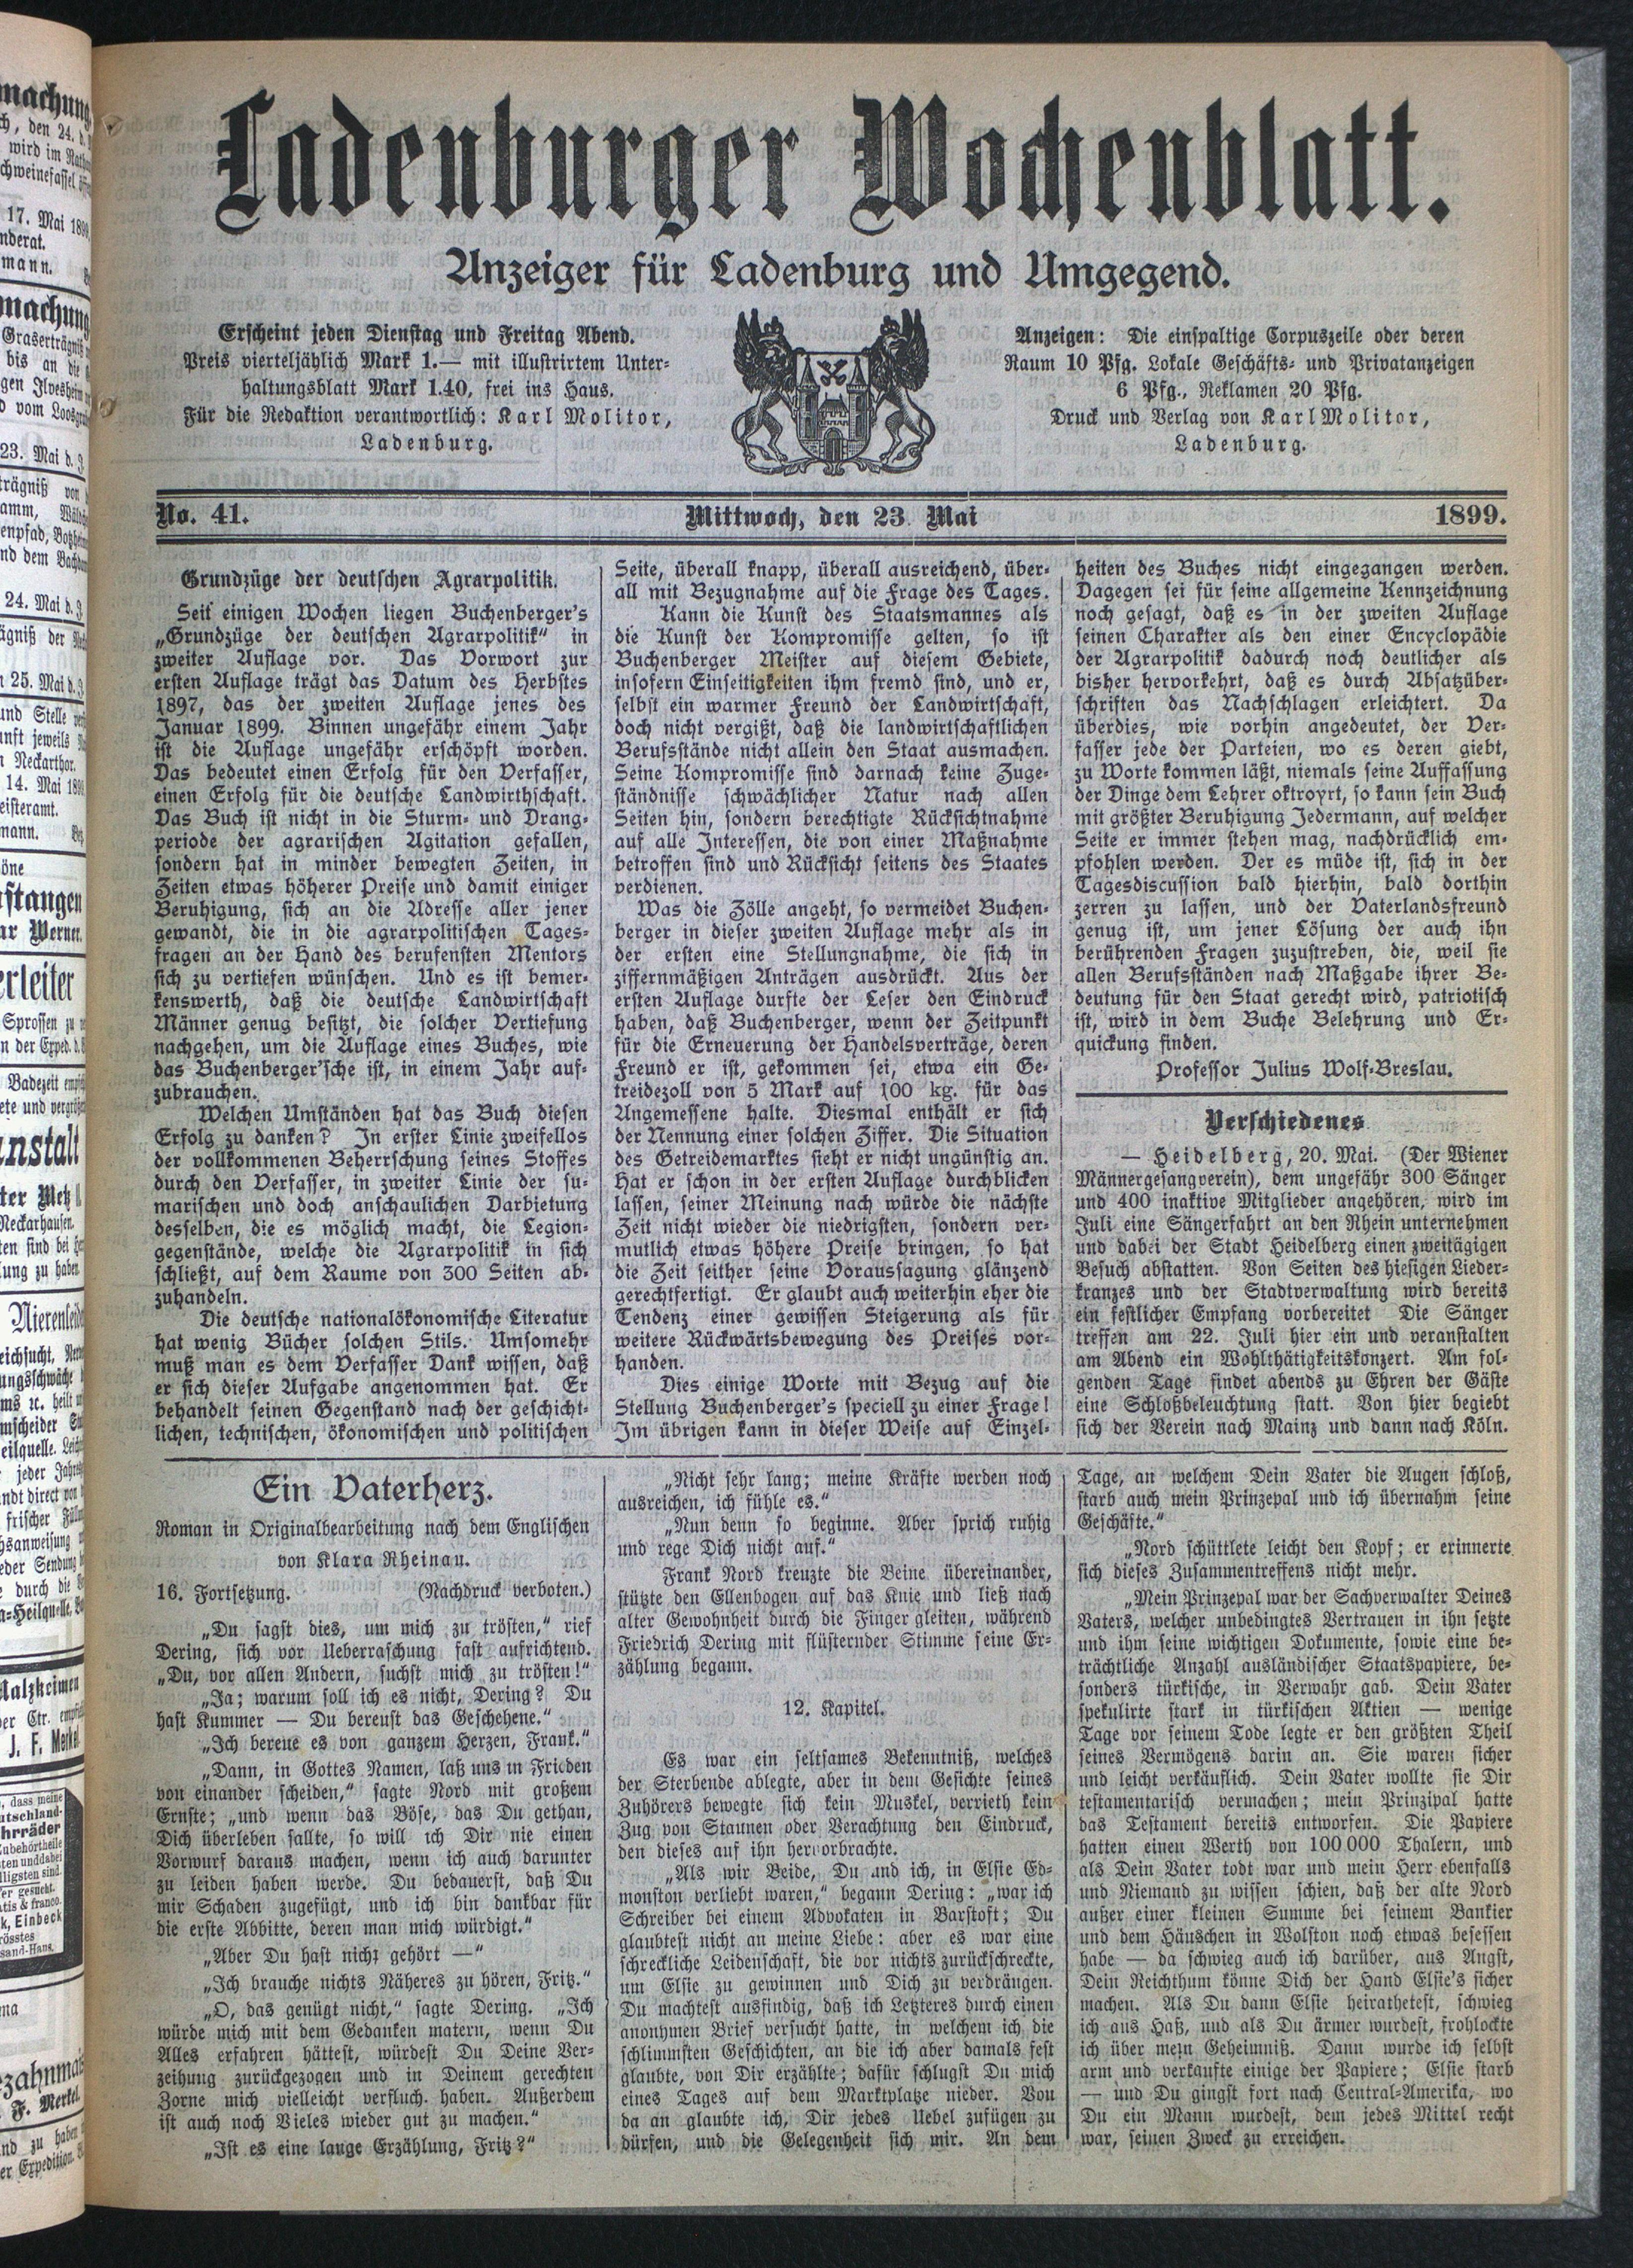 Ladenburger Wochenblatt.
Anzeiger für Ladenburg und Umgegend.
Erscheint jeden Dienstag und Freitag Abend.
Preis vierteljählich Mark 1.— mit illustrirtem Unter-
haltungsblatt Mark 1.40, frei ins Haus.
Für die Redaktion verantwortlich: Karl Molitor,
Ladenburg.
Anzeigen: Die einspaltige Corpuszeile oder deren
Raum 10 Pfg. Lokale Geschäfts- und Privatanzeigen
6 Pfg., Reklamen 20 Pfg.
Druck und Verlag von Karl Molitor,
Ladenburg.
No. 41.
Mittwoch, den 23. Mai
1899.
Grundzüge der deutschen Agrarpolitik.
Seit einigen Wochen liegen Buchenberger's
„Grundzüge der deutschen Agrarpolitik“ in
zweiter Auflage vor. Das Vorwort zur
ersten Auflage trägt das Datum des Herbstes
1897, das der zweiten Auflage jenes des
Januar 1899. Binnen ungefähr einem Jahr
ist die Auflage ungefähr erschöpft worden.
Das bedeutet einen Erfolg für den Verfasser,
einen Erfolg für die deutsche Landwirthschaft.
Das Buch ist nicht in die Sturm- und Drang-
periode der agrarischen Agitation gefallen,
sondern hat in minder bewegten Zeiten, in
Zeiten etwas höherer Preise und damit einiger
Beruhigung, sich an die Adresse aller jener
gewandt, die in die agrarpolitischen Tages-
fragen an der Hand des berufensten Mentors
sich zu vertiefen wünschen. Und es ist bemer-
kenswerth, daß die deutsche Landwirtschaft
Männer genug besitzt, die solcher Vertiefung
nachgehen, um die Auflage eines Buches, wie
das Buchenberger'sche ist, in einem Jahr auf-
zubrauchen.
Welchen Umständen hat das Buch diesen
Erfolg zu danken? In erster Linie zweifellos
der vollkommenen Beherrschung seines Stoffes
durch den Verfasser, in zweiter Linie der su-
marischen und doch anschaulichen Darbietung
desselben, die es möglich macht, die Legion-
gegenstände, welche die Agrarpolitik in sich
schließt, auf dem Raume von 300 Seiten ab-
zuhandeln.
Die deutsche nationalökonomische Literatur
hat wenig Bücher solchen Stils. Umsomehr
muß man es dem Verfasser Dank wissen, daß
er sich dieser Aufgabe angenommen hat. Er
behandelt seinen Gegenstand nach der geschicht-
lichen, technischen, ökonomischen und politischen
Seite, überall knapp, überall ausreichend, über-
all mit Bezugnahme auf die Frage des Tages.
Kann die Kunst des Staatsmannes als
die Kunst der Kompromisse gelten, so ist
Buchenberger Meister auf diesem Gebiete,
insofern Einseitigkeiten ihm fremd sind, und er,
selbst ein warmer Freund der Landwirtschaft,
doch nicht vergißt, daß die landwirtschaftlichen
Berufsstände nicht allein den Staat ausmachen.
Seine Kompromisse sind darnach keine Zuge-
ständnisse schwächlicher Natur nach allen
Seiten hin, sondern berechtigte Rücksichtnahme
auf alle Interessen, die von einer Maßnahme
betroffen sind und Rücksicht seitens des Staates
verdienen.
Was die Zölle angeht, so vermeidet Buchen-
berger in dieser zweiten Auflage mehr als in
der ersten eine Stellungnahme, die sich in
ziffernmäßigen Anträgen ausdrückt. Aus der
ersten Auflage durfte der Leser den Eindruck
haben, daß Buchenberger, wenn der Zeitpunkt
für die Erneuerung der Handelsverträge, deren
Freund er ist, gekommen sei, etwa ein Ge-
treidezoll von 5 Mark auf 100 kg. für das
Angemessene halte. Diesmal enthält er sich
der Nennung einer solchen Ziffer. Die Situation
des Getreidemarktes sieht er nicht ungünstig an.
Hat er schon in der ersten Auflage durchblicken
lassen, seiner Meinung nach würde die nächste
Zeit nicht wieder die niedrigsten, sondern ver-
mutlich etwas höhere Preise bringen, so hat
die Zeit seither seine Voraussagung glänzend
gerechtfertigt. Er glaubt auch weiterhin eher die
Tendenz einer gewissen Steigerung als für
weitere Rückwärtsbewegung des Preises vor-
handen.
Dies einige Worte mit Bezug auf die
Stellung Buchenberger's speciell zu einer Frage!
Im übrigen kann in dieser Weise auf Einzel-
heiten des Buches nicht eingegangen werden.
Dagegen sei für seine allgemeine Kennzeichnung
noch gesagt, daß es in der zweiten Auflage
seinen Charakter als den einer Encyclopädie
der Agrarpolitik dadurch noch deutlicher als
bisher hervorkehrt, daß es durch Absatzüber-
schriften das Nachschlagen erleichtert. Da
überdies, wie vorhin angedeutet, der Ver-
fasser jede der Parteien, wo es deren giebt,
zu Worte kommen läßt, niemals seine Auffassung
der Dinge dem Lehrer oktroyrt, so kann sein Buch
mit größter Beruhigung Jedermann, auf welcher
Seite er immer stehen mag, nachdrücklich em-
pfohlen werden. Der es müde ist, sich in der
Tagesdiscussion bald hierhin, bald dorthin
zerren zu lassen, und der Vaterlandsfreund
genug ist, um jener Lösung der auch ihn
berührenden Fragen zuzustreben, die, weil sie
allen Berufsständen nach Maßgabe ihrer Be-
deutung für den Staat gerecht wird, patriotisch
ist, wird in dem Buche Belehrung und Er-
quickung finden.
Professor Julius Wolf-Breslau.
Verschiedenes
— Heidelberg, 20. Mai. (Der Wiener
Männergesangverein), dem ungefähr 300 Sänger
und 400 inaktive Mitglieder angehören, wird im
Juli eine Sängerfahrt an den Rhein unternehmen
und dabei der Stadt Heidelberg einen zweitägigen
Besuch abstatten. Von Seiten des hiesigen Lieder-
kranzes und der Stadtverwaltung wird bereits
ein festlicher Empfang vorbereitet Die Sänger
treffen am 22. Juli hier ein und veranstalten
am Abend ein Wohlthätigkeitskonzert. Am fol-
genden Tage findet abends zu Ehren der Gäste
eine Schloßbeleuchtung statt. Von hier begiebt
sich der Verein nach Mainz und dann nach Köln.
Ein Vaterherz.
Roman in Originalbearbeitung nach dem Englischen
von Klara Rheinau.
16. Fortsetzung. (Nachdruck verboten.)
„Du sagst dies, um mich zu trösten,“ rief
Dering, sich vor Ueberraschung fast aufrichtend.
„Du, vor allen Andern, suchst mich zu trösten!“
„Ja; warum soll ich es nicht, Dering? Du
hast Kummer — Du bereust das Geschehene.“
„Ich bereue es von ganzem Herzen, Frank.“
„Dann, in Gottes Namen, laß uns in Frieden
von einander scheiden,“ sagte Nord mit großem
Ernste; „und wenn das Böse, das Du gethan,
Dich überleben sallte, so will ich Dir nie einen
Vorwurf daraus machen, wenn ich auch darunter
zu leiden haben werde. Du bedauerst, daß Du
mir Schaden zugefügt, und ich bin dankbar für
die erste Abbitte, deren man mich würdigt.“
„Aber Du hast nicht gehört —“
„Ich brauche nichts Näheres zu hören, Fritz.“
„O, das genügt nicht,“ sagte Dering. „Ich
würde mich mit dem Gedanken matern, wenn Du
Alles erfahren hättest, würdest Du Deine Ver-
zeihung zurückgezogen und in Deinem gerechten
Zorne mich vielleicht verfluch. haben. Außerdem
ist auch noch Vieles wieder gut zu machen.“
„Ist es eine lauge Erzählung, Fritz?“
„Nicht sehr lang; meine Kräfte werden noch
ausreichen, ich fühle es.“
„Nun denn so beginne. Aber sprich ruhig
und rege Dich nicht auf.“
Frank Nord kreuzte die Beine übereinander,
stützte den Ellenbogen auf das Knie und ließ nach
alter Gewohnheit durch die Finger gleiten, während
Friedrich Dering mit flüsternder Stimme seine Er-
zählung begann.
12. Kapitel.
Es war ein seltsames Bekenntniß, welches
der Sterbende ablegte, aber in dem Gesichte seines
Zuhörers bewegte sich kein Muskel, verrieth kein
Zug von Staunen oder Verachtung den Eindruck,
den dieses auf ihn hervorbrachte.
„Als wir Beide, Du und ich, in Elsie Ed-
monston verliebt waren,“ begann Dering: „war ich
Schreiber bei einem Advokaten in Barstoft; Du
glaubtest nicht an meine Liebe: aber es war eine
schreckliche Leidenschaft, die vor nichts zurückschreckte,
um Elsie zu gewinnen und Dich zu verdrängen.
Du machtest ausfindig, daß ich Letzteres durch einen
anonymen Brief versucht hatte, in welchem ich die
schlimmsten Geschichten, an die ich aber damals fest
glaubte, von Dir erzählte; dafür schlugst Du mich
eines Tages auf dem Marktplatze nieder. Von
da an glaubte ich, Dir jedes Uebel zufügen zu
dürfen, und die Gelegenheit sich mir. An dem
Tage, an welchem Dein Vater die Augen schloß,
starb auch mein Prinzepal und ich übernahm seine
Geschäfte.“
„Nord schüttlete leicht den Kopf; er erinnerte
sich dieses Zusammentreffens nicht mehr.
„Mein Prinzepal war der Sachverwalter Deines
Vaters, welcher unbedingtes Vertrauen in ihn setzte
und ihm seine wichtigen Dokumente, sowie eine be-
trächtliche Anzahl ausländischer Staatspapiere, be-
sonders türkische, in Verwahr gab. Dein Vater
spekulirte stark in türkischen Aktien — wenige
Tage vor seinem Tode legte er den größten Theil
seines Vermögens darin an. Sie waren sicher
und leicht verkäuflich. Dein Vater wollte sie Dir
testamentarisch vermachen; mein Prinzipal hatte
das Testament bereits entworfen. Die Papiere
hatten einen Werth von 100000 Thalern, und
als Dein Vater todt war und mein Herr ebenfalls
und Niemand zu wissen schien, daß der alte Nord
außer einer kleinen Summe bei seinem Bankier
und dem Häuschen in Wolston noch etwas besessen
habe — da schwieg auch ich darüber, aus Angst,
Dein Reichthum könne Dich der Hand Elsie's sicher
machen. Als Du dann Elsie heirathetest, schwieg
ich aus Haß, und als Du ärmer wurdest, frohlockte
ich über mein Geheimniß. Dann wurde ich selbst
arm und verkaufte einige der Papiere; Elsie starb
— und Du gingst fort nach Central-Amerika, wo
Du ein Mann wurdest, dem jedes Mittel recht
war, seinen Zweck zu erreichen.